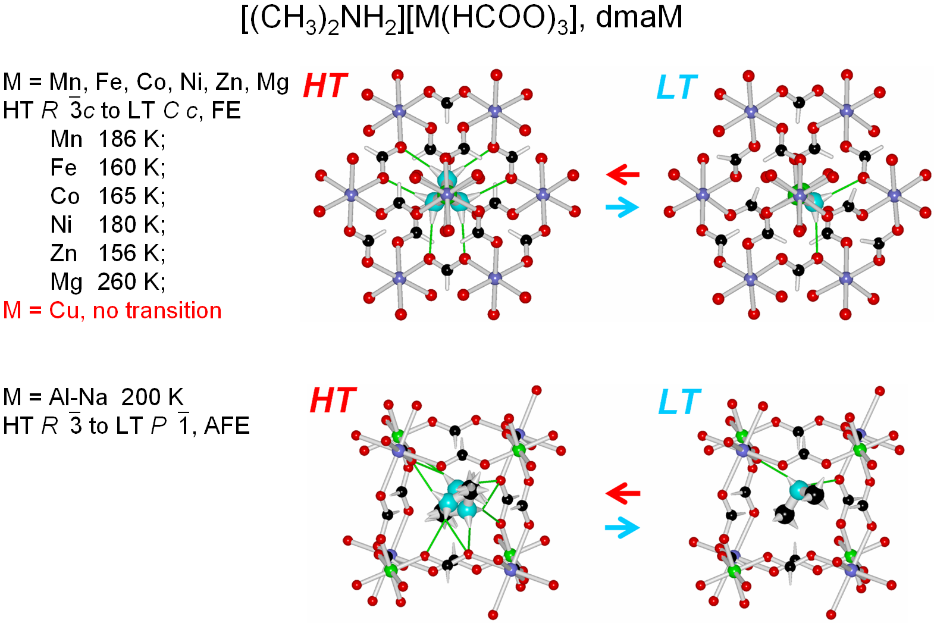 [(CH₃)₂NH₂][M(HCOO)₃], dmaM
M = Mn, Fe, Co, Ni, Zn, Mg
HT R 3̅c to LT C c, FE
Mn 186 K;
Fe 160 K;
Co 165 K;
Ni 180 K;
Zn 156 K;
Mg 260 K;
M = Cu, no transition
HT
LT
M = Al-Na 200 K
HT R 3̅ to LT P 1̅, AFE
HT
LT